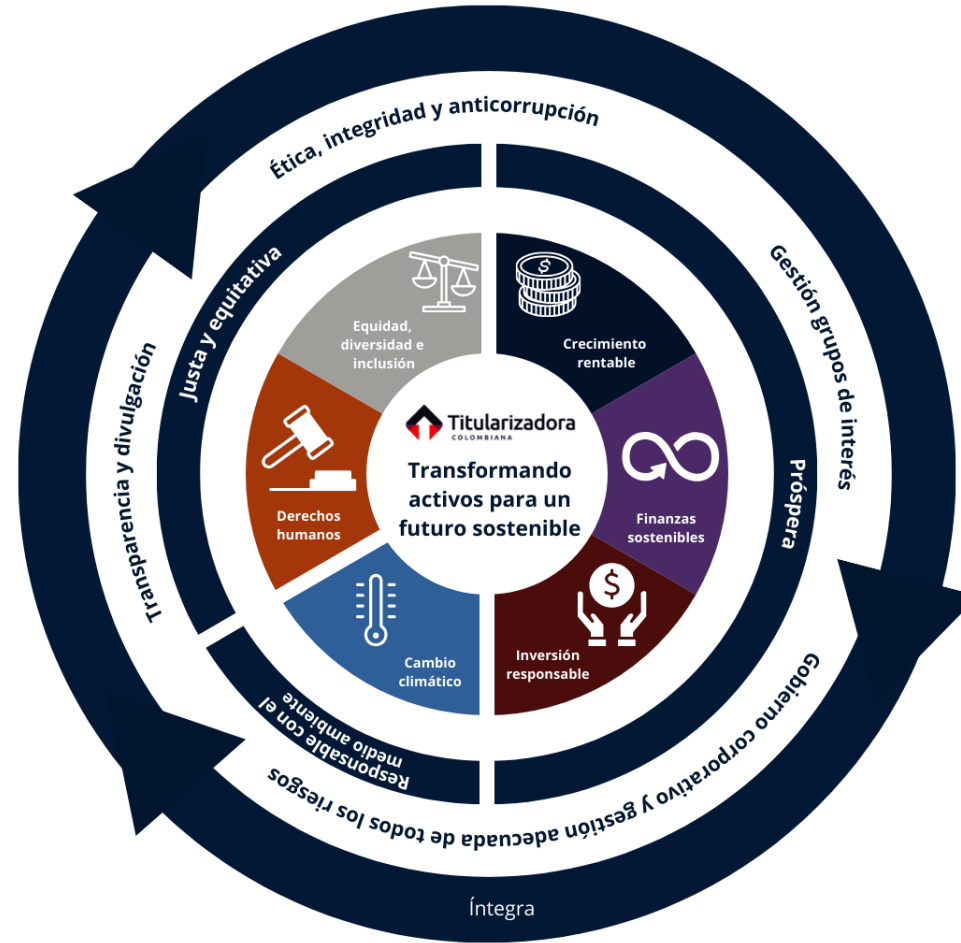 Ética, integridad y anticorrupción
Gestión grupos de interés
Gobierno corporativo y gestión adecuada de todos los riesgos
Transparencia y divulgación
Justa y equitativa
Próspera
Responsable con el
medio ambiente
$
Crecimiento
rentable
Finanzas
sostenibles
$
Inversión
responsable
Cambio
climático
Derechos
humanos
Equidad,
diversidad e
inclusión
Titularizadora
COLOMBIANA
Transformando
activos para un
futuro sostenible
Íntegra